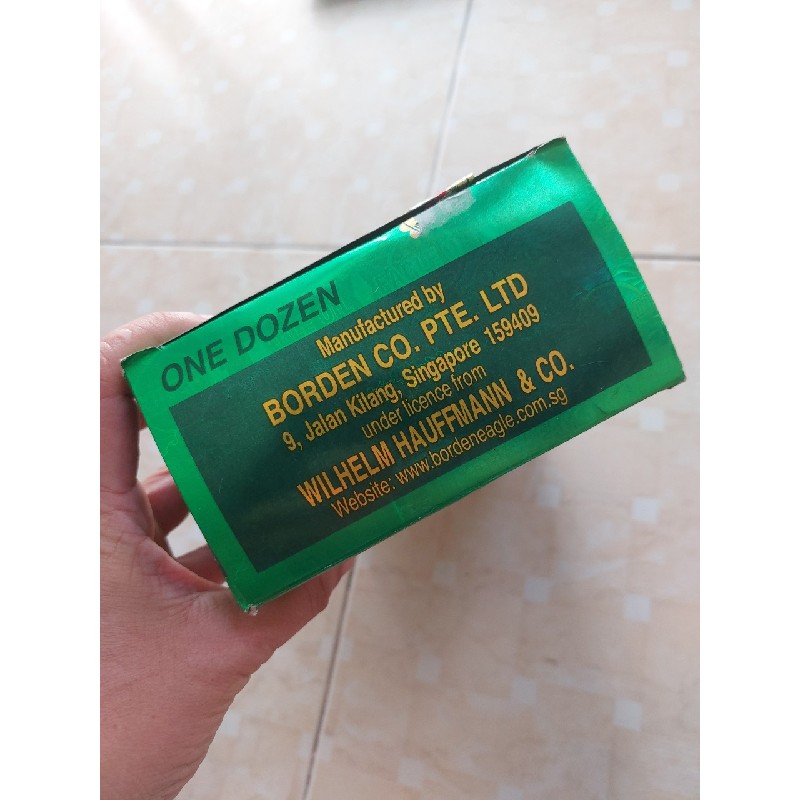 ONE DOZEN
Manufactured by
BORDEN CO. PTE. LTD
9, Jalan Kilang, Singapore 159409
under licence from
WILHELM HAUFFMANN & CO.
Website: www.bordeneagle.com.sg